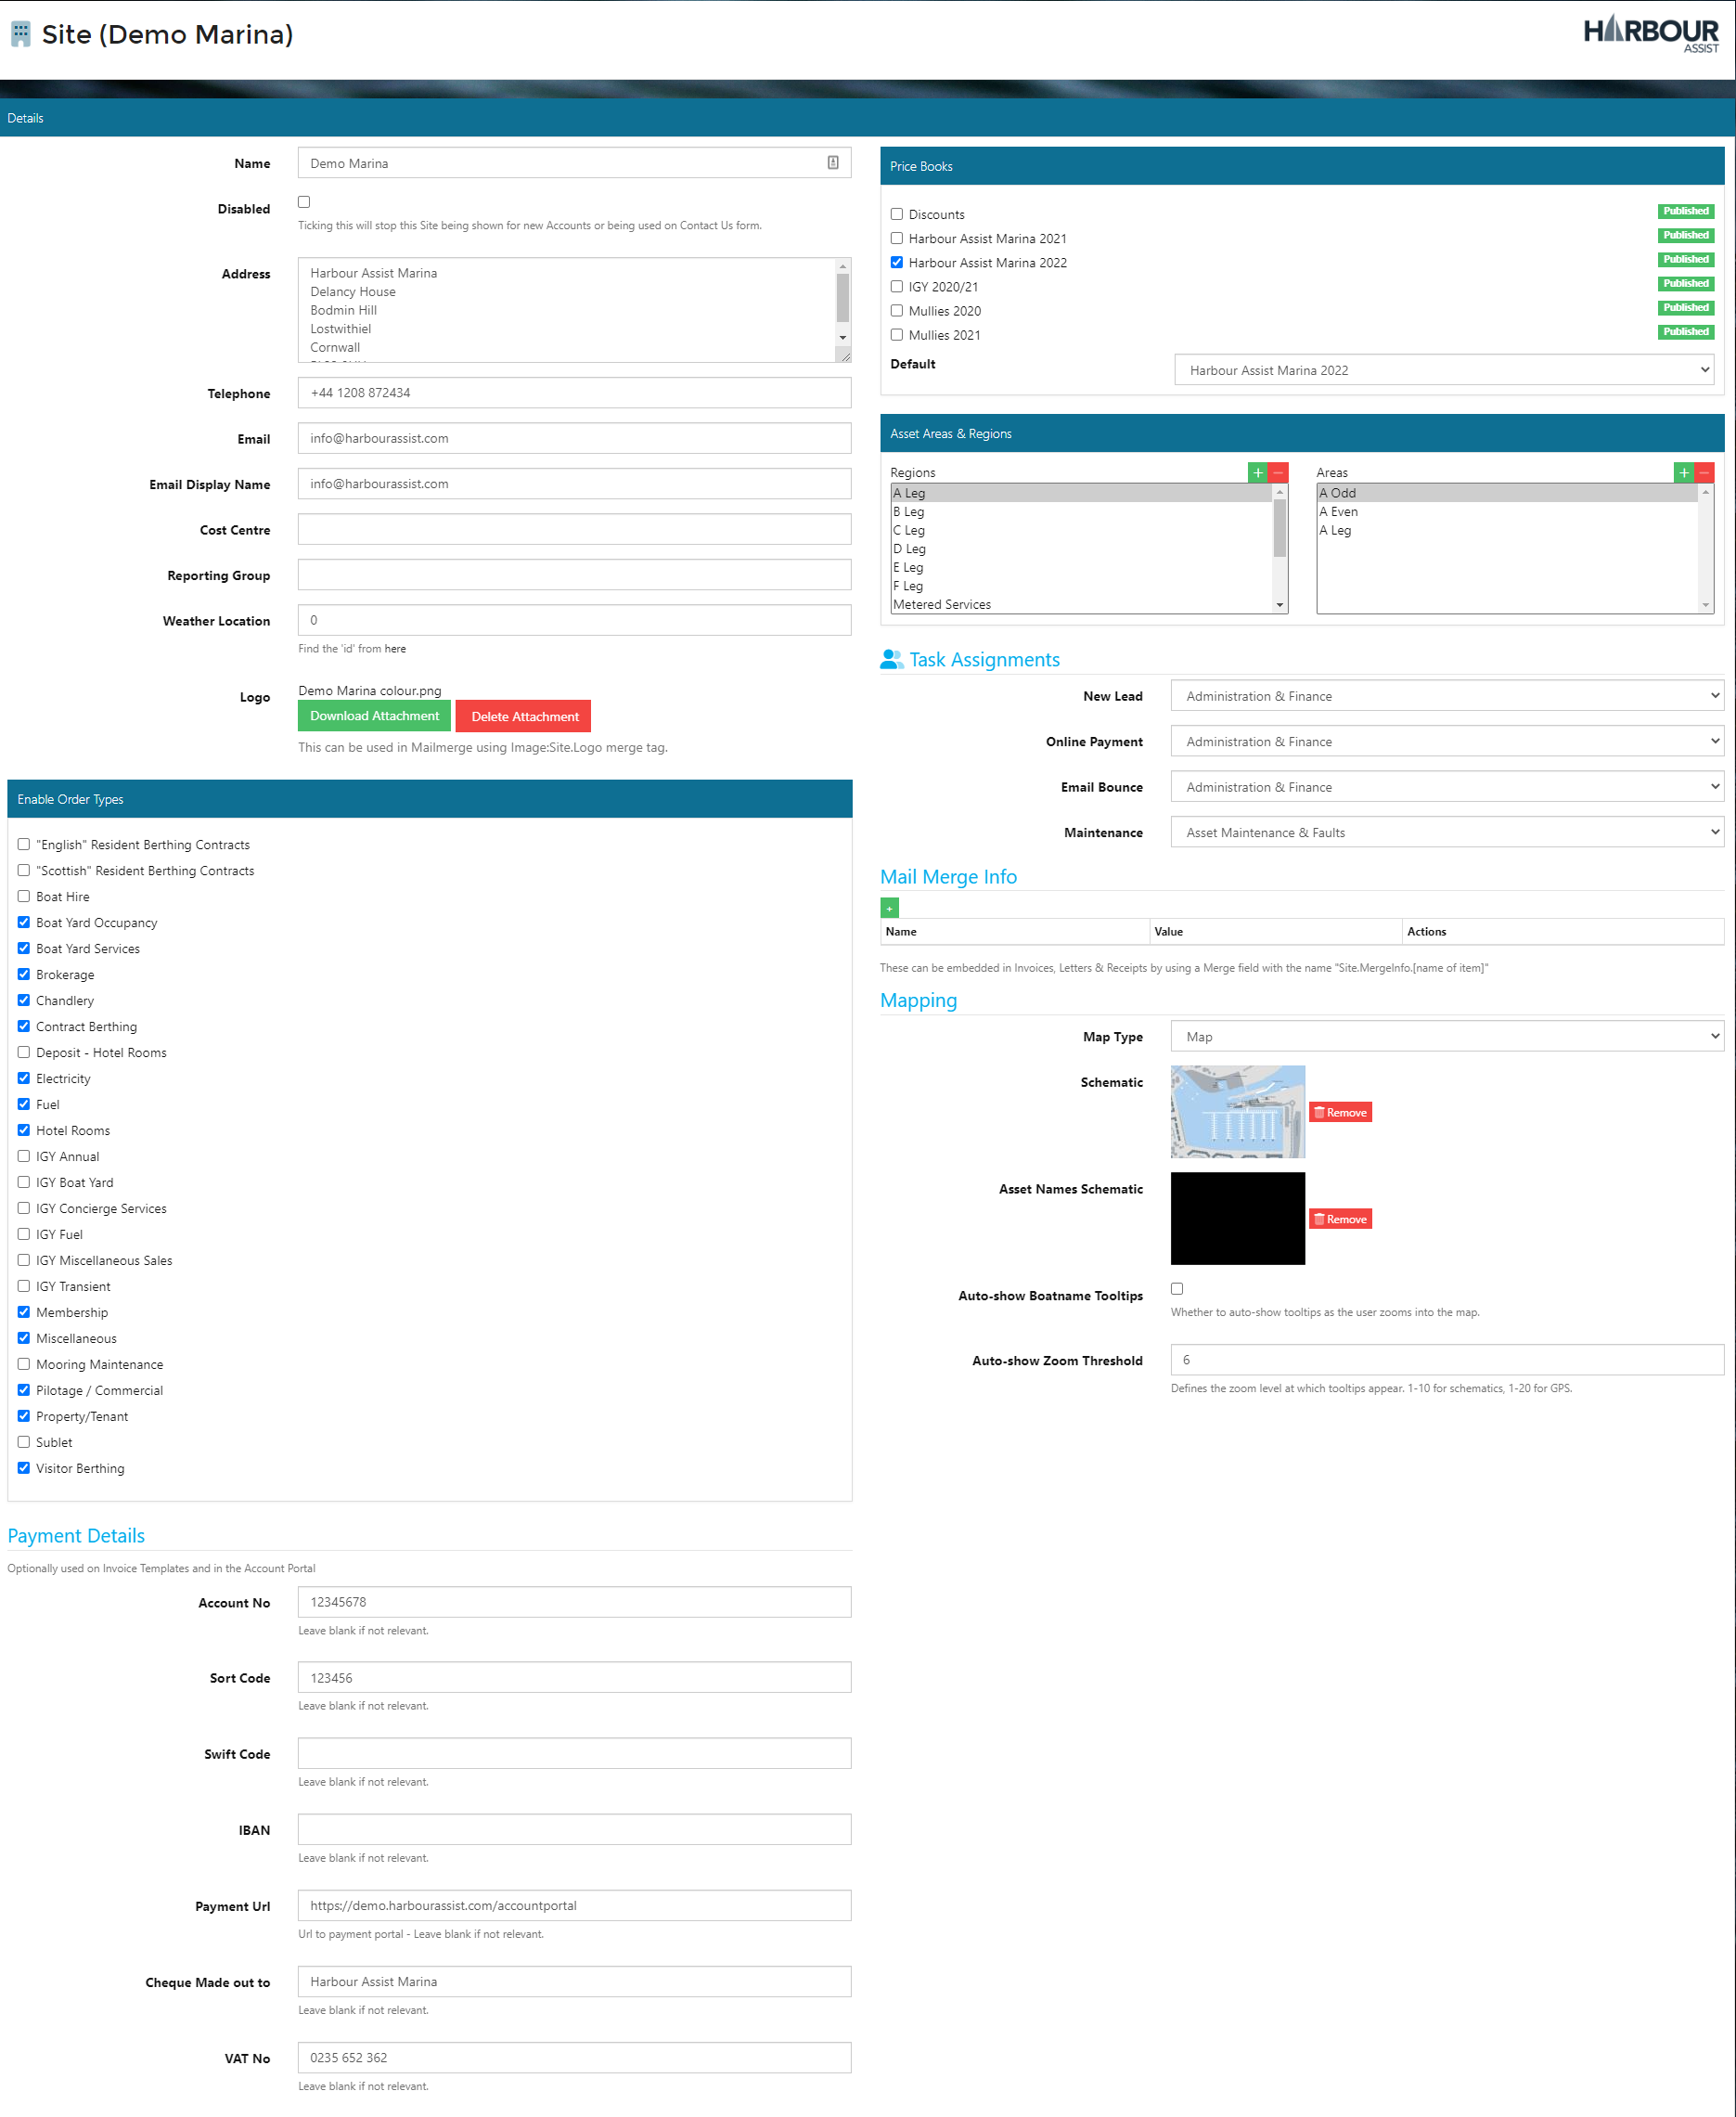 Site (Demo Marina)
HARBOUR
ASSIST
Details
Name
Demo Marina
Disabled
Ticking this will stop this Site being shown for new Accounts or being used on Contact Us form.
Address
Harbour Assist Marina
Delancy House
Bodmin Hill
Lostwithiel
Cornwall
Telephone
+44 1208 872434
Email
info@harbourassist.com
Email Display Name
info@harbourassist.com
Cost Centre
Reporting Group
Weather Location
0
Find the 'id' from here
Logo
Demo Marina colour.png
Download Attachment Delete Attachment
This can be used in Mailmerge using Image:Site.Logo merge tag.
Enable Order Types
"English" Resident Berthing Contracts
"Scottish" Resident Berthing Contracts
Boat Hire
Boat Yard Occupancy
Boat Yard Services
Brokerage
Chandlery
Contract Berthing
Deposit - Hotel Rooms
Electricity
Fuel
Hotel Rooms
IGY Annual
IGY Boat Yard
IGY Concierge Services
IGY Fuel
IGY Miscellaneous Sales
IGY Transient
Membership
Miscellaneous
Mooring Maintenance
Pilotage / Commercial
Property/Tenant
Sublet
Visitor Berthing
Payment Details
Optionally used on Invoice Templates and in the Account Portal
Account No
12345678
Leave blank if not relevant.
Sort Code
123456
Leave blank if not relevant.
Swift Code
Leave blank if not relevant.
IBAN
Leave blank if not relevant.
Payment Url
https://demo.harbourassist.com/accountportal
Url to payment portal - Leave blank if not relevant.
Cheque Made out to
Harbour Assist Marina
Leave blank if not relevant.
VAT No
0235 652 362
Leave blank if not relevant.
Price Books
Discounts Published
Harbour Assist Marina 2021 Published
Harbour Assist Marina 2022 Published
IGY 2020/21 Published
Mullies 2020 Published
Mullies 2021 Published
Default
Harbour Assist Marina 2022
Asset Areas & Regions
Regions
A Leg
B Leg
C Leg
D Leg
E Leg
F Leg
Metered Services
Areas
A Odd
A Even
A Leg
Task Assignments
New Lead
Administration & Finance
Online Payment
Administration & Finance
Email Bounce
Administration & Finance
Maintenance
Asset Maintenance & Faults
Mail Merge Info
+
Name Value Actions
These can be embedded in Invoices, Letters & Receipts by using a Merge field with the name "Site.MergeInfo.[name of item]"
Mapping
Map Type
Map
Schematic
Remove
Asset Names Schematic
Remove
Auto-show Boatname Tooltips
Whether to auto-show tooltips as the user zooms into the map.
Auto-show Zoom Threshold
6
Defines the zoom level at which tooltips appear. 1-10 for schematics, 1-20 for GPS.